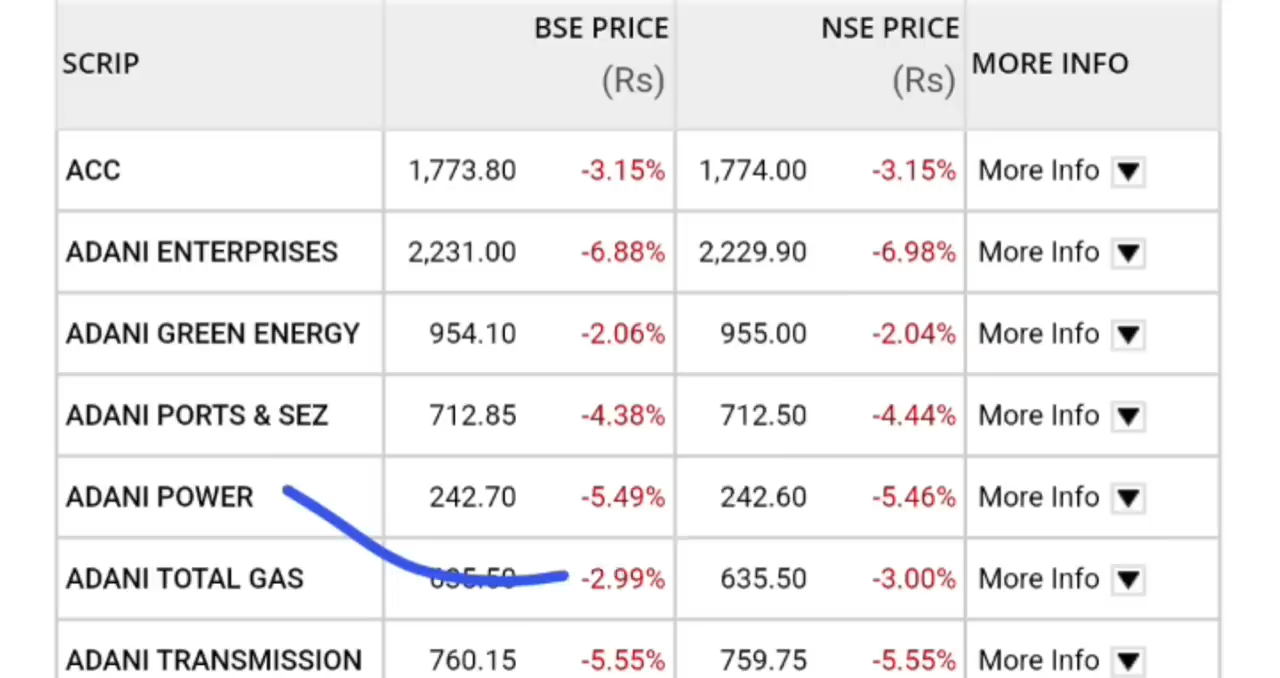 SCRIP BSE PRICE (Rs) NSE PRICE (Rs) MORE INFO
ACC 1,773.80 -3.15% 1,774.00 -3.15% More Info
ADANI ENTERPRISES 2,231.00 -6.88% 2,229.90 -6.98% More Info
ADANI GREEN ENERGY 954.10 -2.06% 955.00 -2.04% More Info
ADANI PORTS & SEZ 712.85 -4.38% 712.50 -4.44% More Info
ADANI POWER 242.70 -5.49% 242.60 -5.46% More Info
ADANI TOTAL GAS -2.99% 635.50 -3.00% More Info
ADANI TRANSMISSION 760.15 -5.55% 759.75 -5.55% More Info